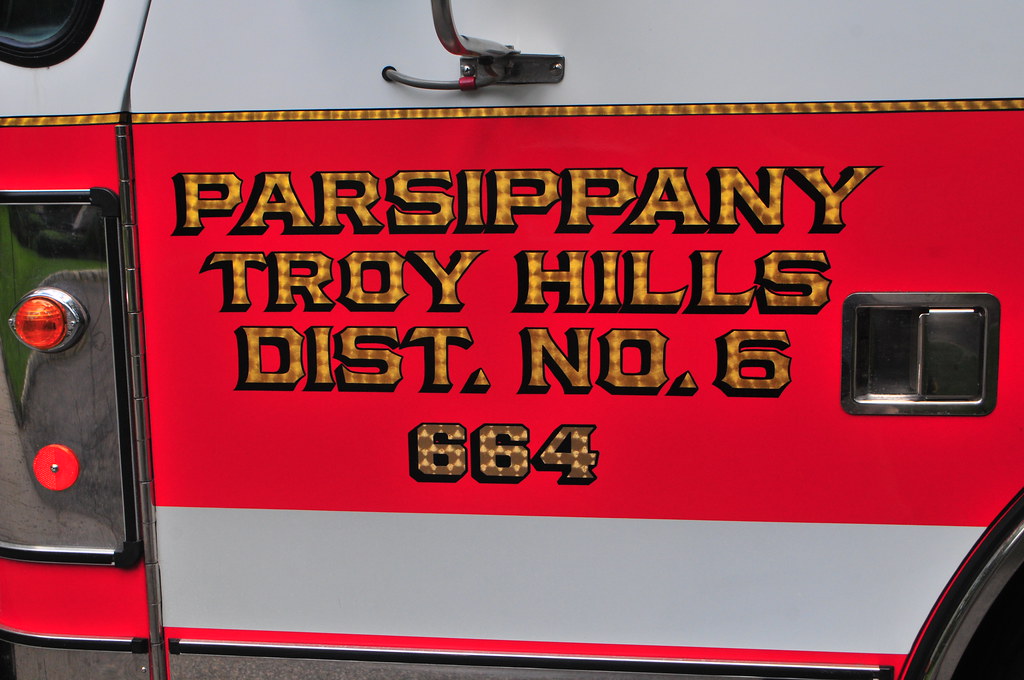 PARSIPPANY
TROY HILLS
DIST. NO. 6
664